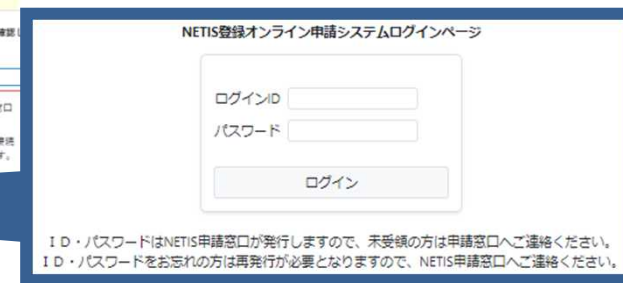 NETIS登録オンライン申請システムログインページ
ログインID
パスワード
ログイン
ID・パスワードはNETIS申請窓口が発行しますので、未受領の方は申請窓口へご連絡ください。
ID・パスワードをお忘れの方は再発行が必要となりますので、NETIS申請窓口へご連絡ください。